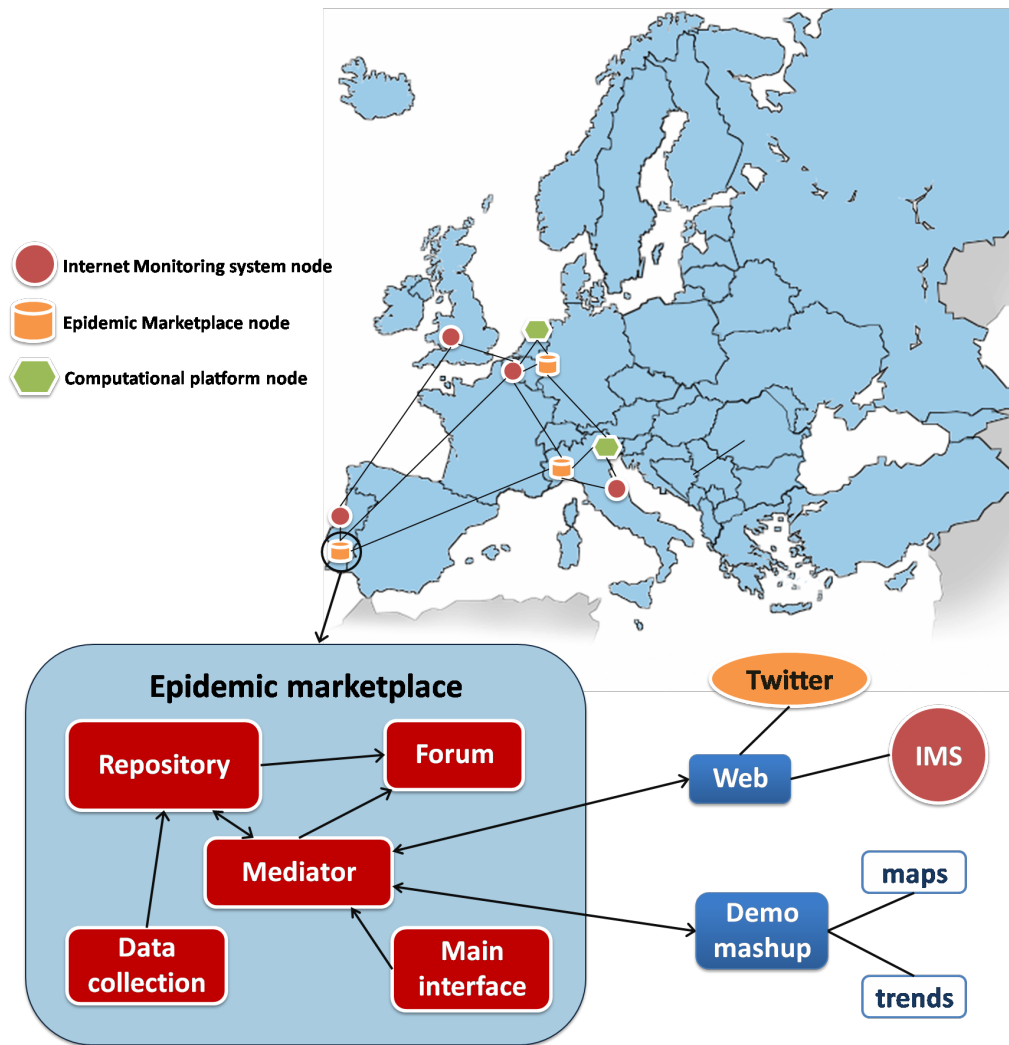 Internet Monitoring system node
Epidemic Marketplace node
Computational platform node
Epidemic marketplace
Twitter
Repository
Forum
Web
IMS
Mediator
maps
Data
collection
Main
interface
Demo
mashup
trends